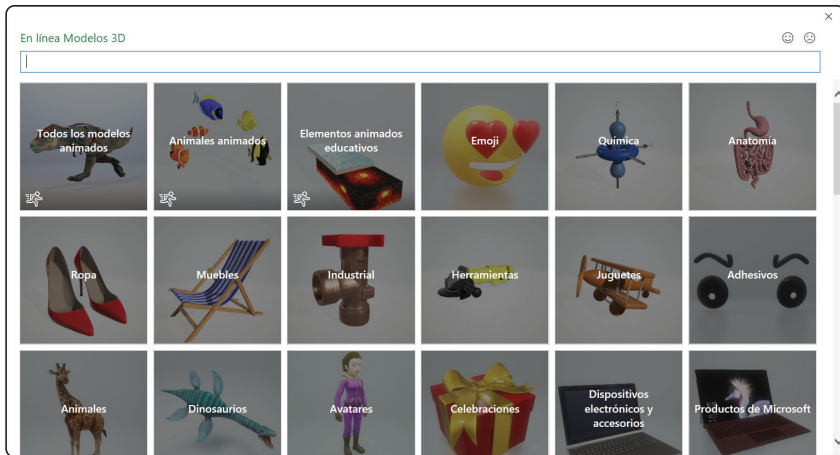 En línea Modelos 3D
Todos los modelos
animados
Animales animados
Elementos animados
educativos
Emoji
Química
Anatomía
Ropa
Muebles
Industrial
Herramientas
Juguetes
Adhesivos
Animales
Dinosaurios
Avatares
Celebraciones
Dispositivos
electrónicos y
accesorios
Productos de Microsoft